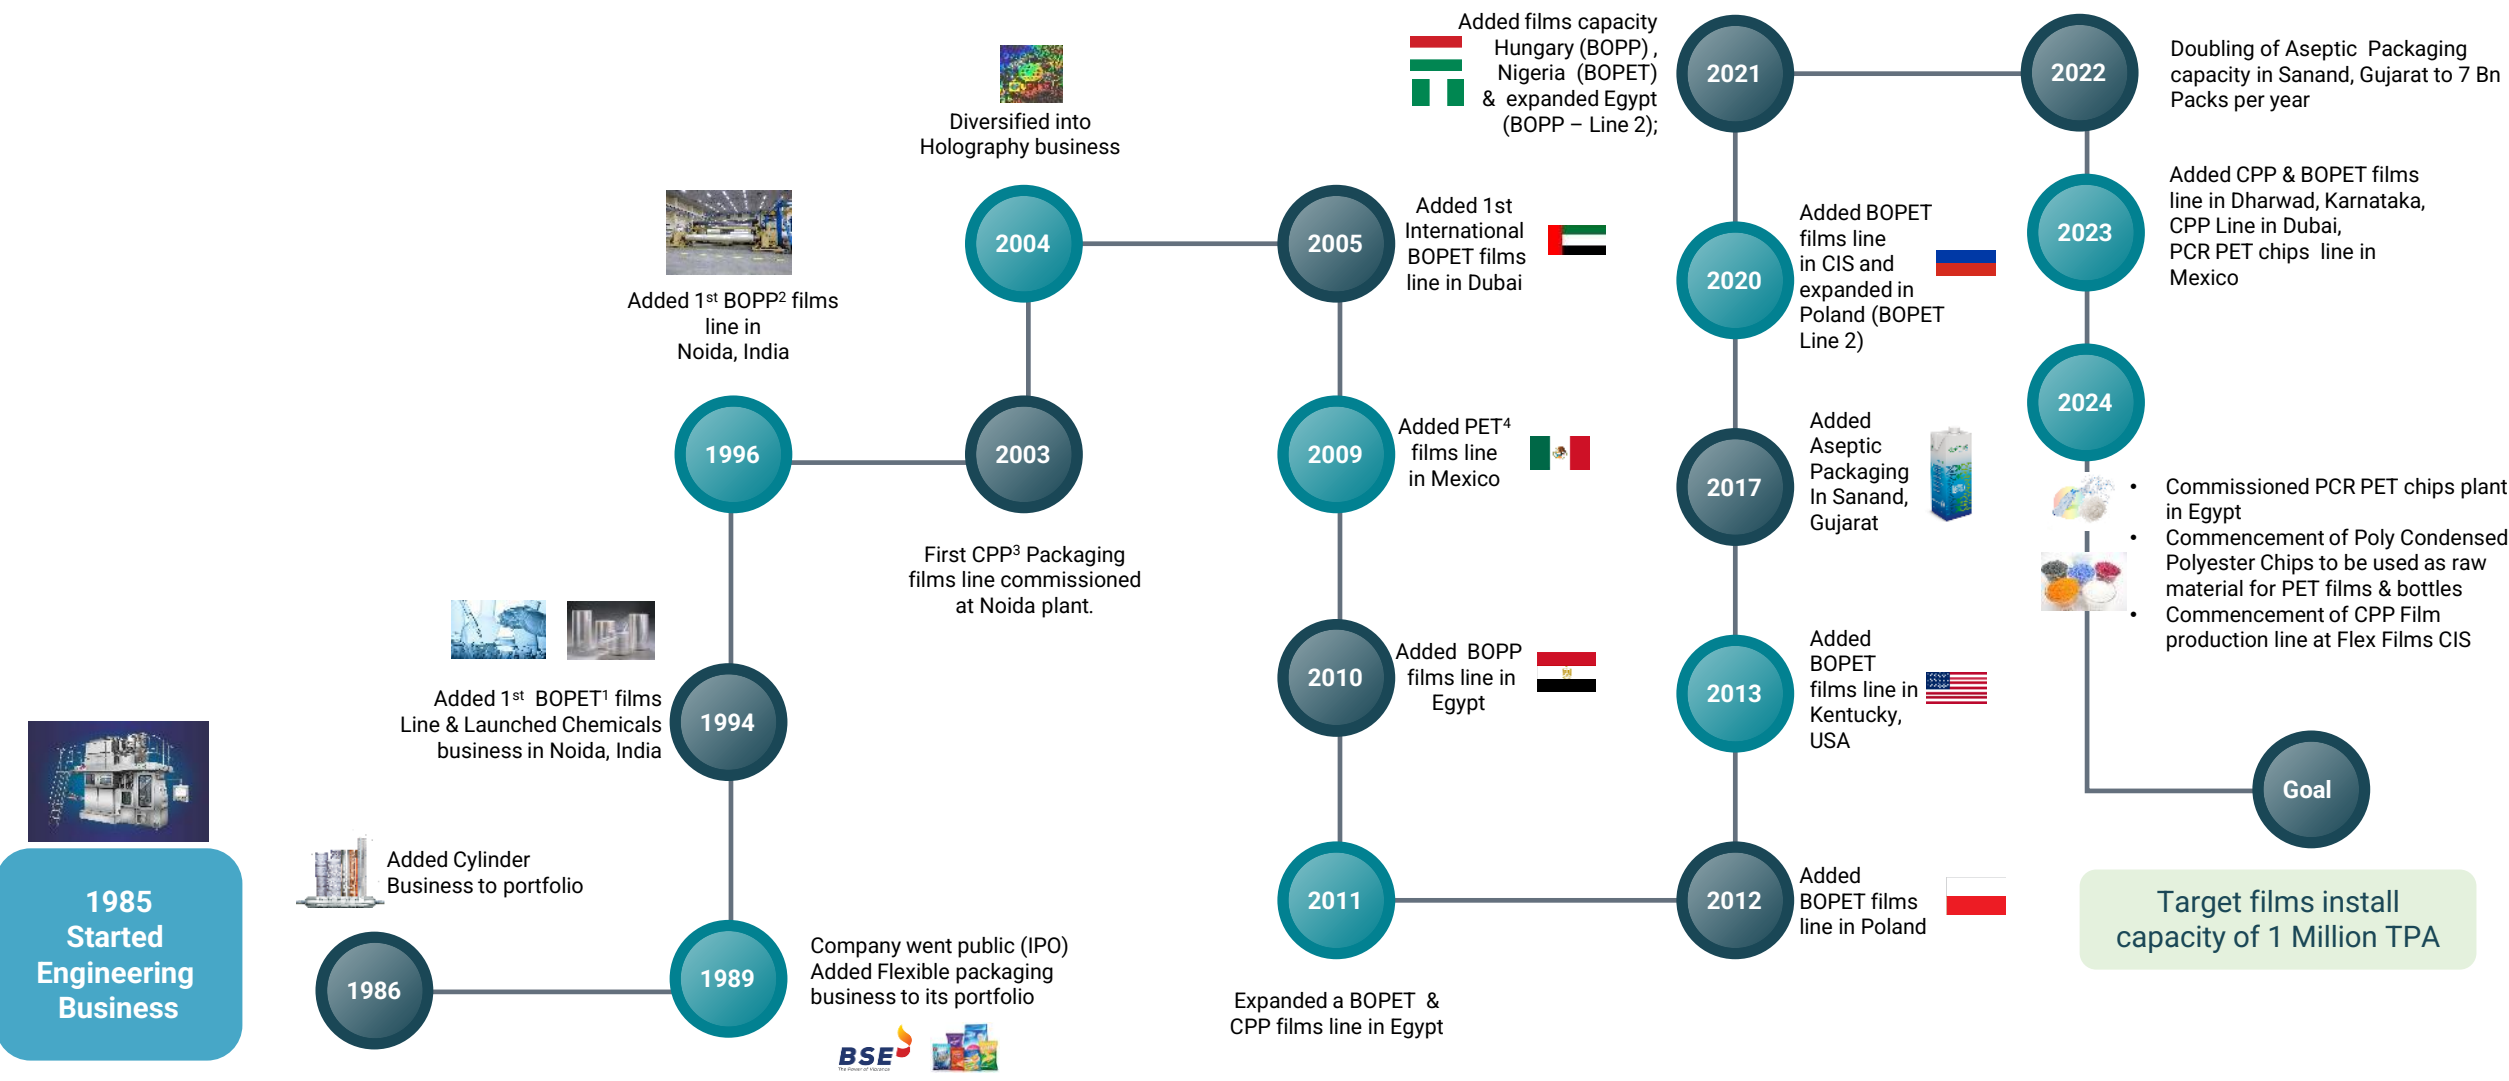 1985
Started
Engineering
Business
1986
Added Cylinder
Business to portfolio
1989
Company went public (IPO)
Added Flexible packaging
business to its portfolio
BSE
The Power of Vibrance
1994
Added 1st BOPET1 films
Line & Launched Chemicals
business in Noida, India
1996
Added 1st BOPP2 films
line in
Noida, India
2003
First CPP3 Packaging
films line commissioned
at Noida plant.
2004
Diversified into
Holography business
2005
Added 1st
International
BOPET films
line in Dubai
2009
Added PET4
films line
in Mexico
2010
Added BOPP
films line in
Egypt
2011
Expanded a BOPET &
CPP films line in Egypt
2012
Added
BOPET films
line in Poland
2013
Added
BOPET
films line in
Kentucky,
USA
2017
Added
Aseptic
Packaging
In Sanand,
Gujarat
2020
Added BOPET
films line
in CIS and
expanded in
Poland (BOPET
Line 2)
2021
Added films capacity
Hungary (BOPP) ,
Nigeria (BOPET)
& expanded Egypt
(BOPP – Line 2);
2022
Doubling of Aseptic Packaging
capacity in Sanand, Gujarat to 7 Bn
Packs per year
2023
Added CPP & BOPET films
line in Dharwad, Karnataka,
CPP Line in Dubai,
PCR PET chips line in
Mexico
2024
• Commissioned PCR PET chips plant
in Egypt
• Commencement of Poly Condensed
Polyester Chips to be used as raw
material for PET films & bottles
• Commencement of CPP Film
production line at Flex Films CIS
Goal
Target films install
capacity of 1 Million TPA